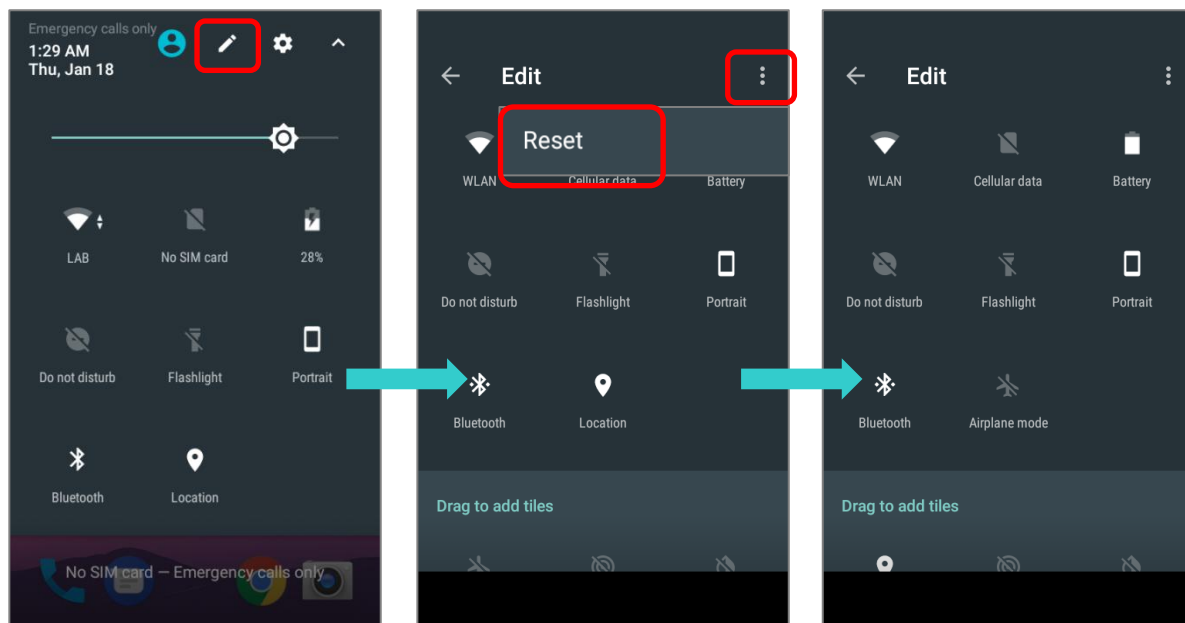 Emergency calls only
1:29 AM
Thu, Jan 18
LAB
No SIM card
28%
Do not disturb
Flashlight
Portrait
Bluetooth
Location
No SIM card — Emergency calls only
Edit
Reset
WLAN
Cellular data
Battery
Do not disturb
Flashlight
Portrait
Bluetooth
Location
Drag to add tiles
Edit
WLAN
Cellular data
Battery
Do not disturb
Flashlight
Portrait
Bluetooth
Airplane mode
Drag to add tiles